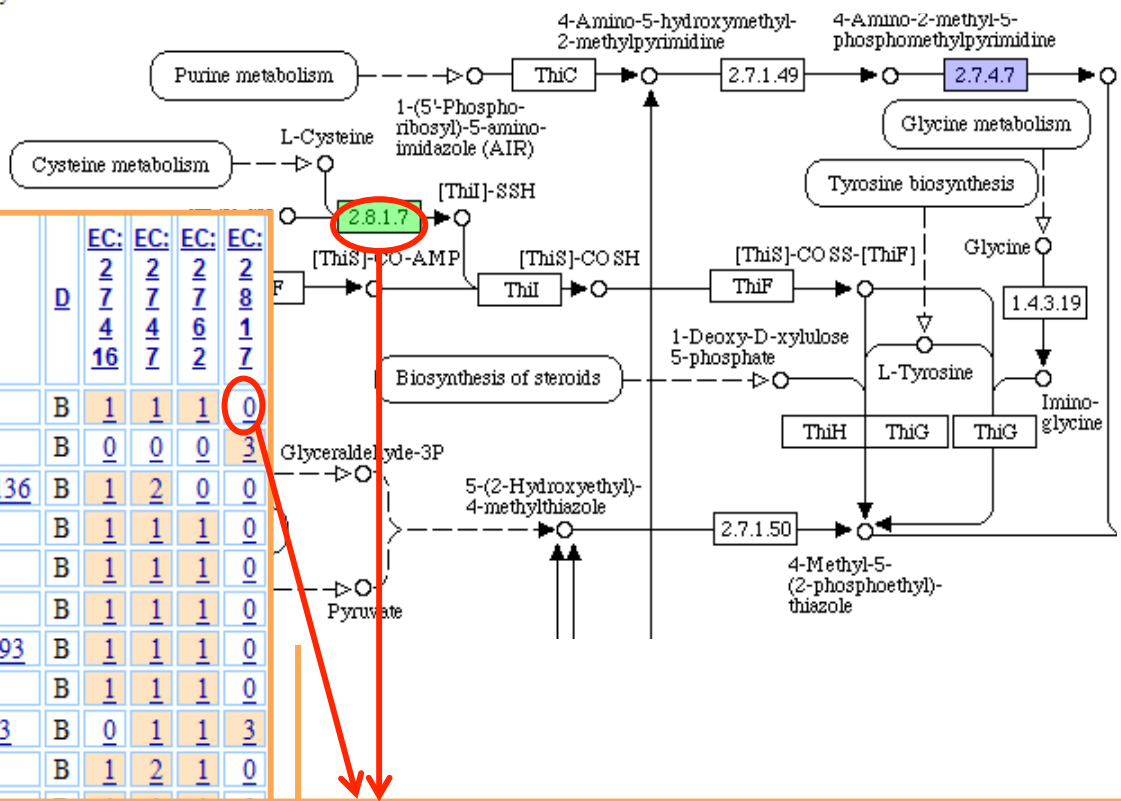 4-Amino-5-hydroxymethyl-
2-methylpyrimidine
4-Amino-2-methyl-5-
phosphomethylpyrimidine
Purine metabolism
ThiC
2.7.1.49
2.7.4.7
1-(5'-Phospho-
ribosyl)-5-amino-
imidazole (AIR)
Glycine metabolism
L-Cysteine
Cysteine metabolism
Tyrosine biosynthesis
[ThiI]-SSH
2.8.1.7
Glycine
[ThiS]-CO-AMP
[ThiS]-COSH
[ThiS]-COSS-[ThiF]
F
ThiI
ThiF
1.4.3.19
1-Deoxy-D-xylulose
5-phosphate
Biosynthesis of steroids
L-Tyrosine
Imino-
glycine
ThiH
ThiG
ThiG
Glyceraldehyde-3P
5-(2-Hydroxyethyl)-
4-methylthiazole
2.7.1.50
4-Methyl-5-
(2-phosphoethyl)-
thiazole
Pyruvate
D EC: 2 7 4 16 EC: 2 7 4 7 EC: 2 7 6 2 EC: 2 8 1 7
B 1 1 1 0
B 0 0 0 3
136 B 1 2 0 0
B 1 1 1 0
B 1 1 1 0
B 1 1 1 0
93 B 1 1 1 0
B 1 1 1 0
3 B 0 1 1 3
B 1 2 1 0